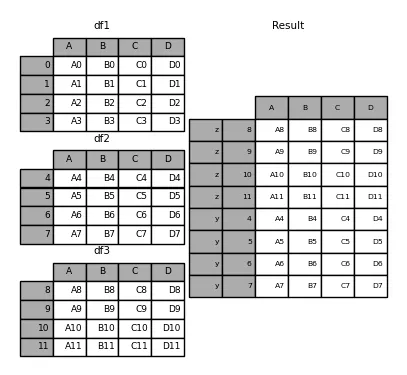 df1
A B C D
0 A0 B0 C0 D0
1 A1 B1 C1 D1
2 A2 B2 C2 D2
3 A3 B3 C3 D3
df2
A B C D
4 A4 B4 C4 D4
5 A5 B5 C5 D5
6 A6 B6 C6 D6
7 A7 B7 C7 D7
df3
A B C D
8 A8 B8 C8 D8
9 A9 B9 C9 D9
10 A10 B10 C10 D10
11 A11 B11 C11 D11
Result
A B C D
z 8 A8 B8 C8 D8
z 9 A9 B9 C9 D9
z 10 A10 B10 C10 D10
z 11 A11 B11 C11 D11
y 4 A4 B4 C4 D4
y 5 A5 B5 C5 D5
y 6 A6 B6 C6 D6
y 7 A7 B7 C7 D7